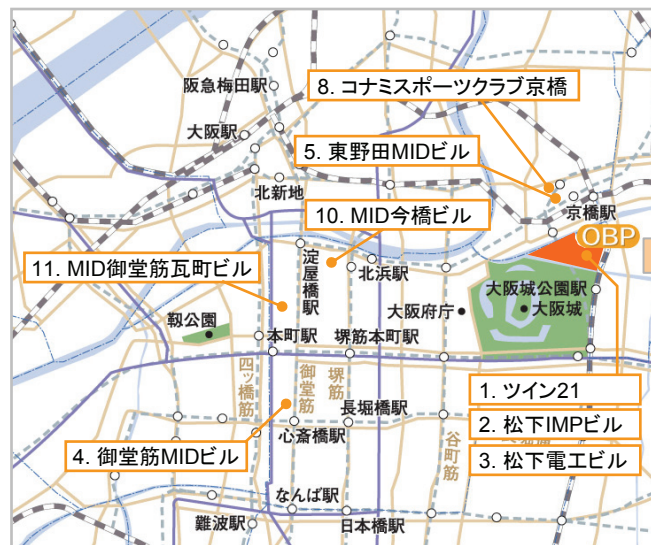 8. コナミスポーツクラブ京橋
阪急梅田駅
大阪駅
5. 東野田MIDビル
北新地
京橋駅
10. MID今橋ビル
OBP
淀屋橋駅
11. MID御堂筋瓦町ビル
北浜駅
大阪城公園駅
大阪府庁
大阪城
靱公園
本町駅
堺筋本町駅
四ッ橋筋
御堂筋
堺筋
1. ツイン21
長堀橋駅
2. 松下IMPビル
心斎橋駅
谷町筋
4. 御堂筋MIDビル
3. 松下電工ビル
なんば駅
難波駅
日本橋駅